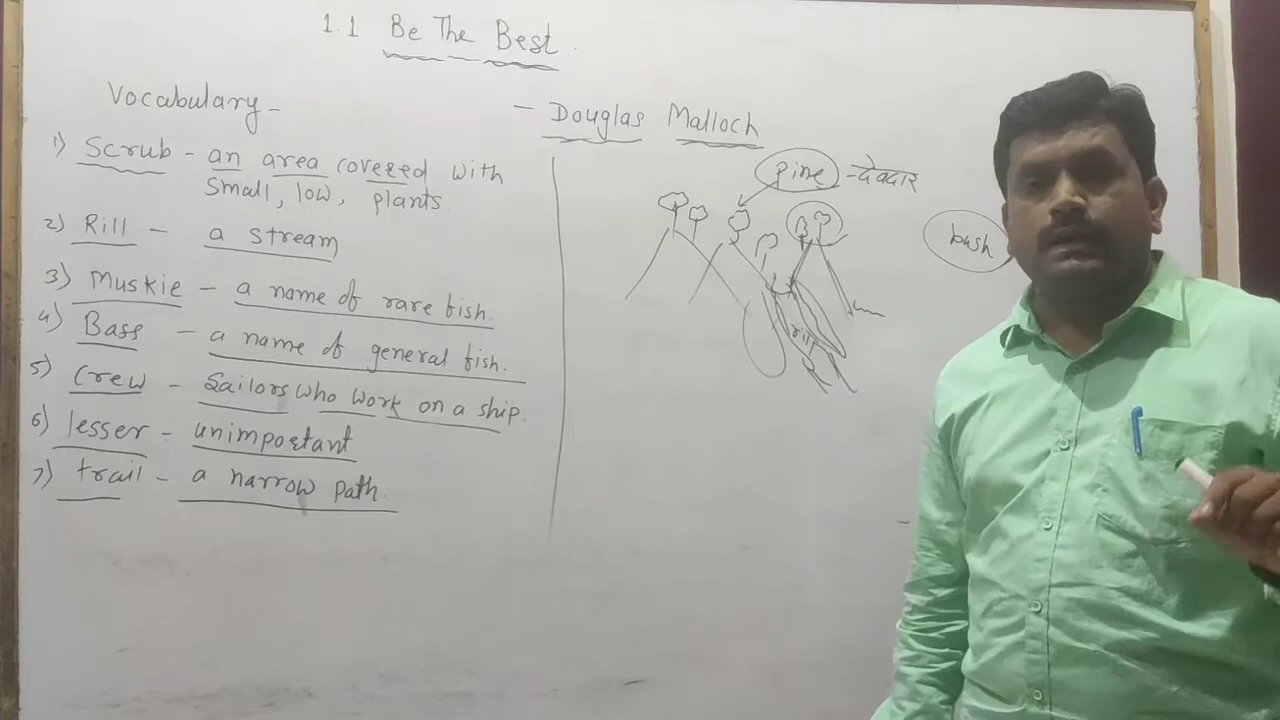 1.1 Be The Best.
Vocabulary -
- Douglas Malloch
1) Scrub - an area covered with
small, low, plants.
2) Rill - a stream
3) Muskie - a name of rare fish.
4) Bass - a name of general fish.
5) Crew - Sailors who work on a ship.
6) lesser - unimportant
7) trail - a narrow path.
pine - देवदार
bush
rill